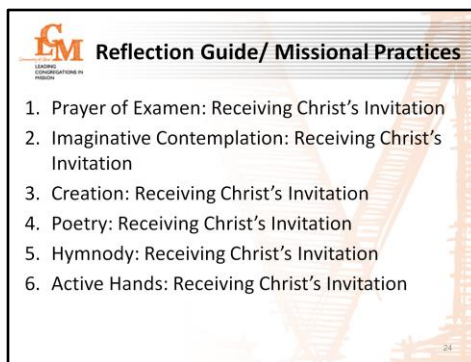 LCM
LEADING
CONGREGATIONS IN
MISSION
Reflection Guide/ Missional Practices
1. Prayer of Examen: Receiving Christ's Invitation
2. Imaginative Contemplation: Receiving Christ's
Invitation
3. Creation: Receiving Christ's Invitation
4. Poetry: Receiving Christ's Invitation
5. Hymnody: Receiving Christ's Invitation
6. Active Hands: Receiving Christ's Invitation
24